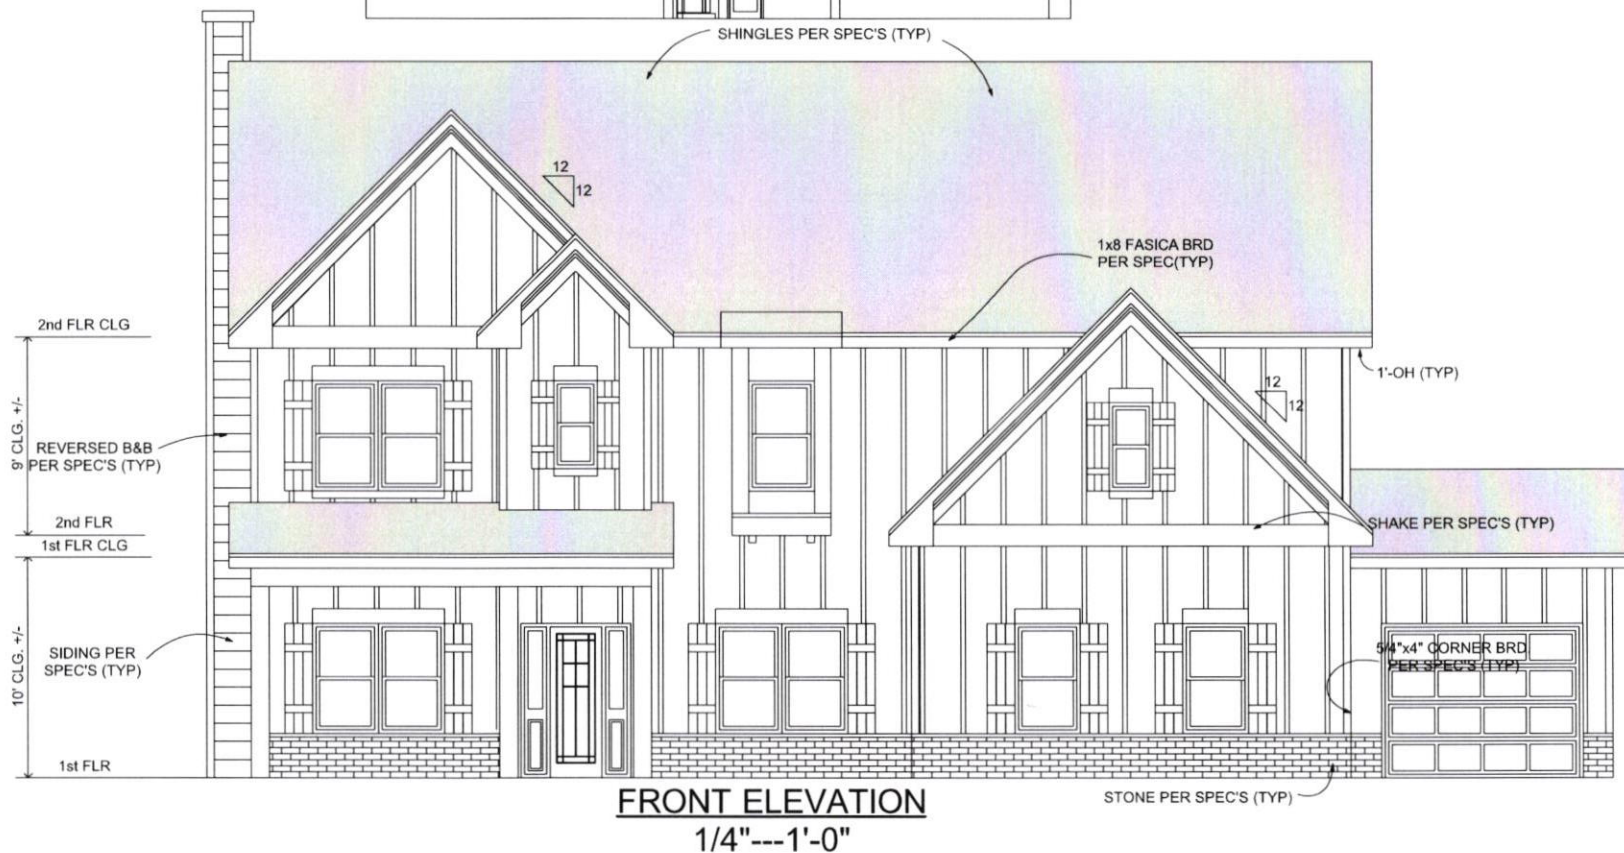 SHINGLES PER SPEC'S (TYP)
12
12
1x8 FASICA BRD
PER SPEC(TYP)
2nd FLR CLG
1'-OH (TYP)
12
12
9' CLG. +/-
REVERSED B&B
PER SPEC'S (TYP)
2nd FLR
1st FLR CLG
SHAKE PER SPEC'S (TYP)
10' CLG. +/-
SIDING PER
SPEC'S (TYP)
5/4"x4" CORNER BRD.
PER SPEC'S (TYP)
1st FLR
STONE PER SPEC'S (TYP)
FRONT ELEVATION
1/4"---1'-0"